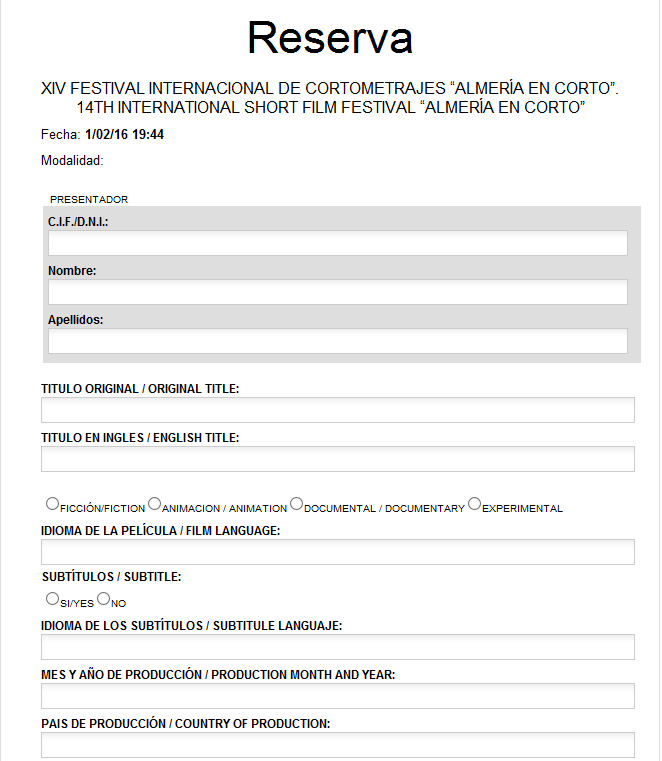 Reserva
XIV FESTIVAL INTERNACIONAL DE CORTOMETRAJES “ALMERÍA EN CORTO”.
14TH INTERNATIONAL SHORT FILM FESTIVAL “ALMERÍA EN CORTO”
Fecha: 1/02/16 19:44
Modalidad:
PRESENTADOR
C.I.F./D.N.I.:
Nombre:
Apellidos:
TITULO ORIGINAL / ORIGINAL TITLE:
TITULO EN INGLES / ENGLISH TITLE:
FICCIÓN/FICTION ANIMACION / ANIMATION DOCUMENTAL / DOCUMENTARY EXPERIMENTAL
IDIOMA DE LA PELÍCULA / FILM LANGUAGE:
SUBTÍTULOS / SUBTITLE:
SI/YES NO
IDIOMA DE LOS SUBTÍTULOS / SUBTITULE LANGUAJE:
MES Y AÑO DE PRODUCCIÓN / PRODUCTION MONTH AND YEAR:
PAIS DE PRODUCCIÓN / COUNTRY OF PRODUCTION: